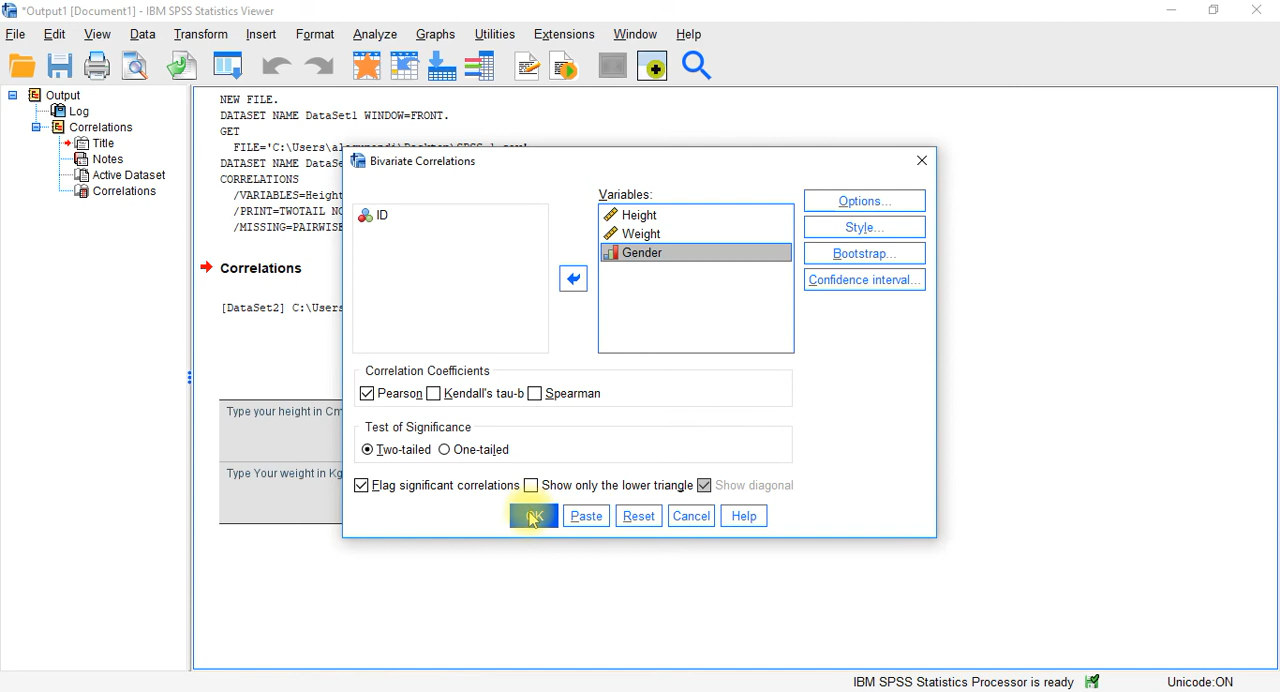 *Output1 [Document1] - IBM SPSS Statistics Viewer
File Edit View Data Transform Insert Format Analyze Graphs Utilities Extensions Window Help
Output
Log
Correlations
Title
Notes
Active Dataset
Correlations
NEW FILE.
DATASET NAME DataSet1 WINDOW=FRONT.
GET
DATASET NAME DataSe
CORRELATIONS
/VARIABLES=Height
/PRINT=TWOTAIL NO
/MISSING=PAIRWISE
Correlations
[DataSet2] C:\Users
Type your height in Cm
Type Your weight in Kg
Bivariate Correlations
ID
Variables:
Height
Weight
Gender
Options...
Style...
Bootstrap...
Confidence interval...
Correlation Coefficients
Pearson Kendall's tau-b Spearman
Test of Significance
Two-tailed One-tailed
Flag significant correlations Show only the lower triangle Show diagonal
OK Paste Reset Cancel Help
IBM SPSS Statistics Processor is ready Unicode:ON